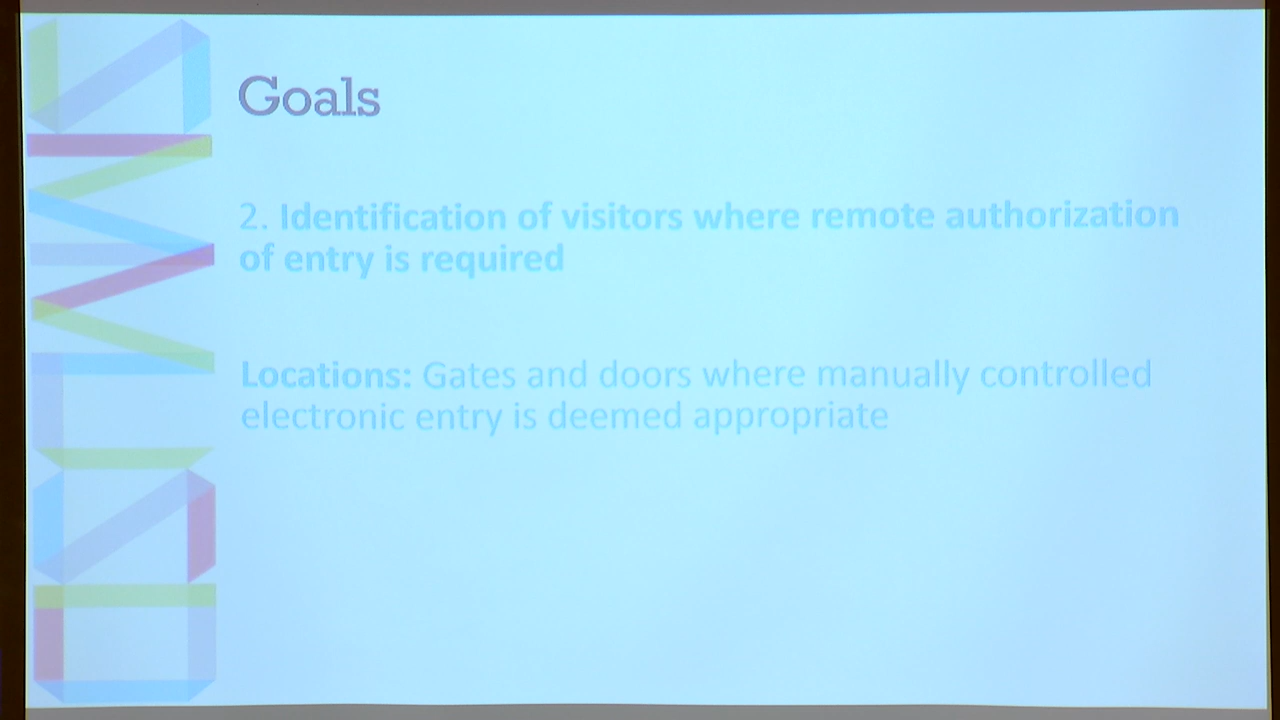 Goals
2. Identification of visitors where remote authorization
of entry is required
Locations: Gates and doors where manually controlled
electronic entry is deemed appropriate